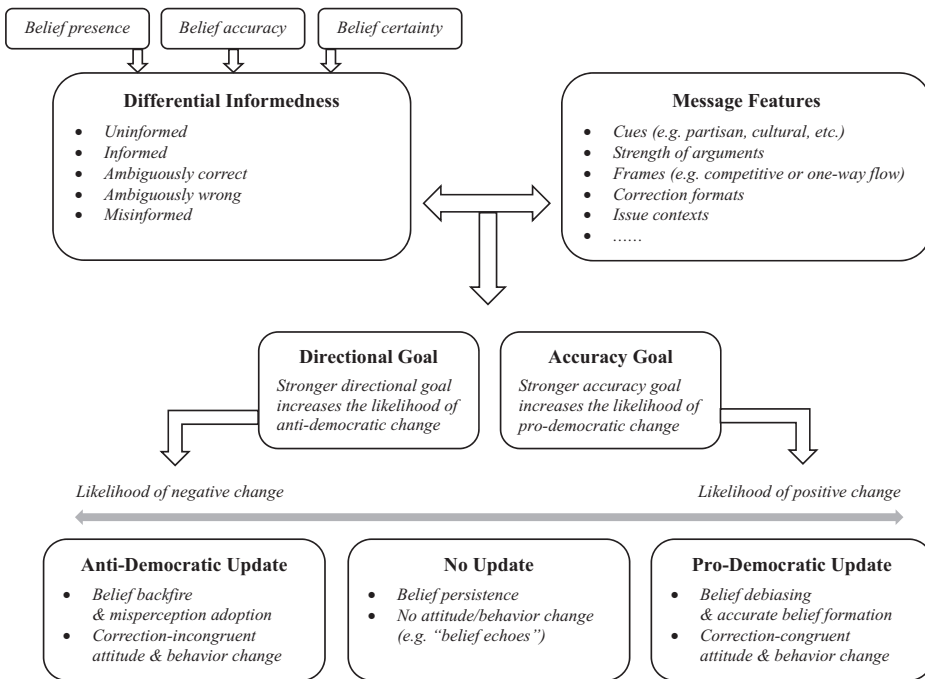 Belief presence
Belief accuracy
Belief certainty
Differential Informedness
• Uninformed
• Informed
• Ambiguously correct
• Ambiguously wrong
• Misinformed
Message Features
• Cues (e.g. partisan, cultural, etc.)
• Strength of arguments
• Frames (e.g. competitive or one-way flow)
• Correction formats
• Issue contexts
• ......
Directional Goal
Stronger directional goal
increases the likelihood of
anti-democratic change
Accuracy Goal
Stronger accuracy goal
increases the likelihood of
pro-democratic change
Likelihood of negative change
Likelihood of positive change
Anti-Democratic Update
• Belief backfire
& misperception adoption
• Correction-incongruent
attitude & behavior change
No Update
• Belief persistence
• No attitude/behavior change
(e.g. “belief echoes”)
Pro-Democratic Update
• Belief debiasing
& accurate belief formation
• Correction-congruent
attitude & behavior change